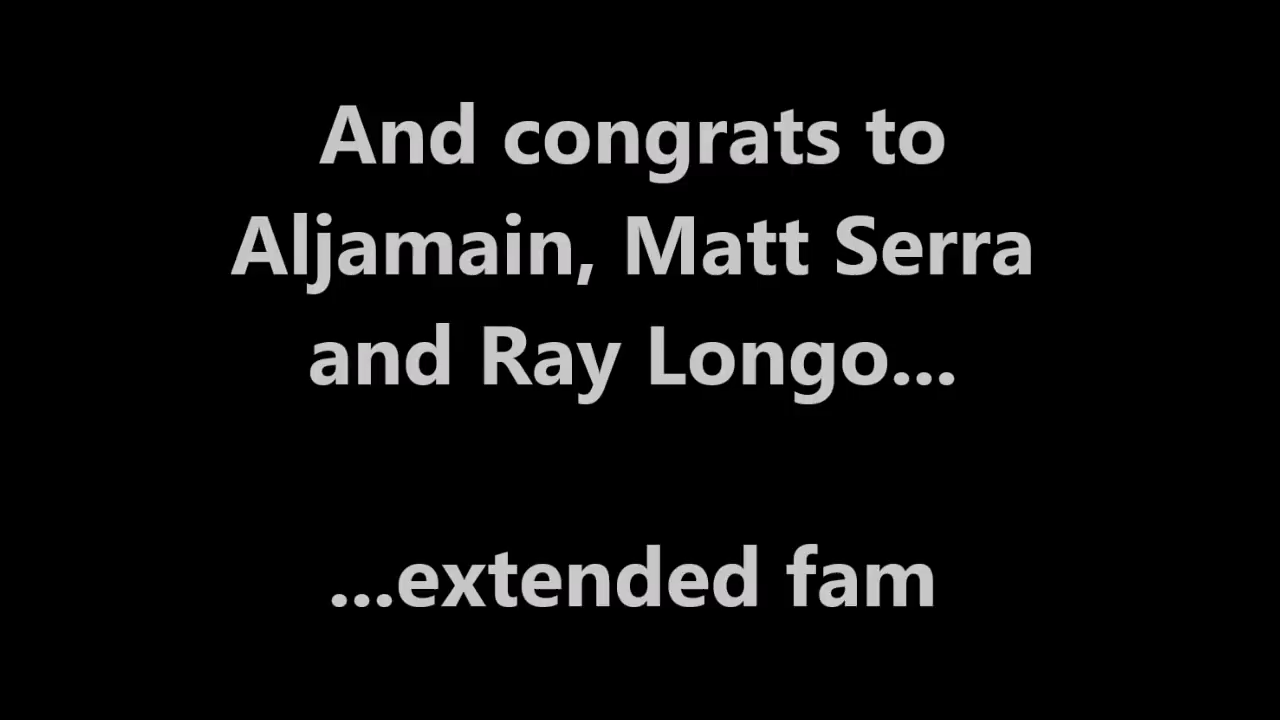 And congrats to
Aljamain, Matt Serra
and Ray Longo...
...extended fam